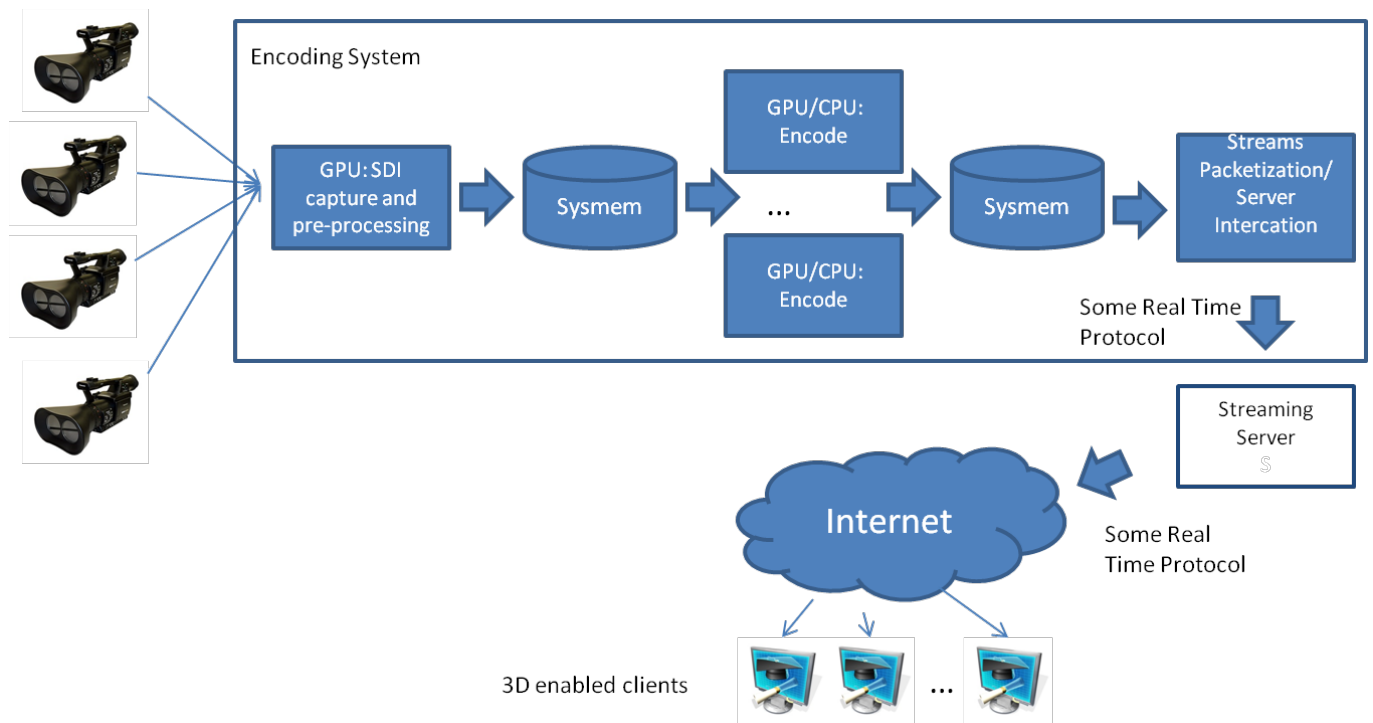 Encoding System
GPU: SDI
capture and
pre-processing
Sysmem
GPU/CPU:
Encode
...
GPU/CPU:
Encode
Sysmem
Streams
Packetization/
Server
Intercation
Some Real Time
Protocol
Streaming
Server
S
Internet
Some Real
Time Protocol
3D enabled clients
...